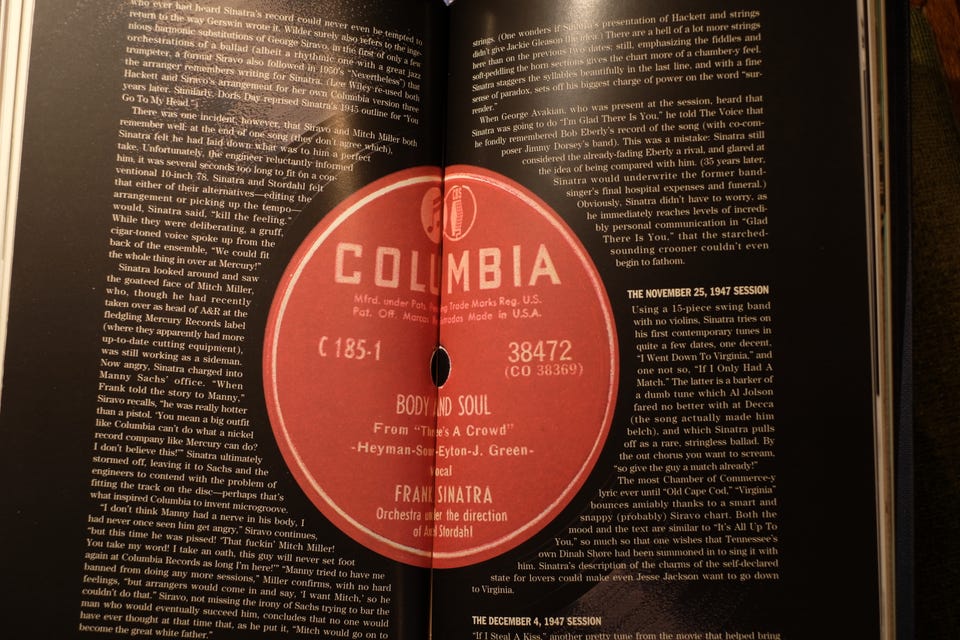 who ever had heard Sinatra's record could never even be tempted to
return to the way Gerswin wrote it. Wilder surely also refers to the inge-
nious harmonic substitutions of George Siravo, in the first of only a few
orchestrations of a ballad (albeit a rhythmic one with a great jazz
trumpeter, a format Siravo also followed in 1950's "Nevertheless") that
the arranger remembers writing for Sinatra. (Lee Wiley re-used both
Hackett and Siravo's arrangement for her own Columbia version three
years later. Similarly, Doris Day reprised Sinatra's 1945 outline for "You
Go To My Head.")
There was one incident, however, that Siravo and Mitch Miller both
remember well: at the end of one song (they don't agree which),
Sinatra felt he had laid down what was to him a perfect
take. Unfortunately, the engineer reluctantly informed
him, it was several seconds too long to fit on a con-
ventional 10-inch 78. Sinatra and Stordahl felt
that either of their alternatives—editing the
arrangement or picking up the tempo—
would, Sinatra said, "kill the feeling."
While they were deliberating, a gruff,
cigar-toned voice spoke up from the
back of the ensemble, "We could fit
the whole thing in over at Mercury!"
Sinatra looked around and saw
the goateed face of Mitch Miller,
who, though he had recently
taken over as head of A&R at the
fledgling Mercury Records label
(where they apparently had more
up-to-date cutting equipment),
was still working as a sideman.
Now angry, Sinatra charged into
Manny Sachs' office. "When
Frank told the story to Manny,"
Siravo recalls, "he was really hotter
than a pistol. 'You mean a big outfit
like Columbia can't do what a nickel
record company like Mercury can do?
I don't believe this!'" Sinatra ultimately
stormed off, leaving it to Sachs and the
engineers to contend with the problem of
fitting the track on the disc—perhaps that's
what inspired Columbia to invent microgroove.
"I don't think Manny had a nerve in his body, I
had never once seen him get angry," Siravo continues,
"but this time he was pissed! 'That fuckin' Mitch Miller!
You take my word! I take an oath, this guy will never set foot
again at Columbia Records as long as I'm here!'" "Manny tried to have me
banned from doing any more sessions," Miller confirms, with no hard
feelings, "but arrangers would come in and say, 'I want Mitch,' so he
couldn't do that." Siravo, not missing the irony of Sachs trying to bar the
man who would eventually succeed him, concludes that no one would
have ever thought at that time that, as he put it, "Mitch would go on to
become the great white father."
COLUMBIA
Mfrd. under Pats. Trade Marks Reg. U.S.
Pat. Off. Marcas Made in U.S.A.
C 185-1
38472
(CO 38369)
BODY AND SOUL
From "Three's A Crowd"
-Heyman-Sour-Eyton-J. Green-
Vocal
FRANK SINATRA
Orchestra under the direction
of Axel Stordahl
strings. (One wonders if Sinatra's presentation of Hackett and strings
didn't give Jackie Gleason the idea.) There are a hell of a lot more strings
here than on the previous two dates; still, emphasizing the fiddles and
soft-peddling the horn sections gives the chart more of a chamber-y feel.
Sinatra staggers the syllables beautifully in the last line, and with a fine
sense of paradox, sets off his biggest charge of power on the word "sur-
render."
When George Avakian, who was present at the session, heard that
Sinatra was going to do "I'm Glad There Is You," he told The Voice that
he fondly remembered Bob Eberly's record of the song (with co-com-
poser Jimmy Dorsey's band). This was a mistake: Sinatra still
considered the already-fading Eberly a rival, and glared at
the idea of being compared with him. (35 years later,
Sinatra would underwrite the former band-
singer's final hospital expenses and funeral.)
Obviously, Sinatra didn't have to worry, as
he immediately reaches levels of incredi-
bly personal communication in "Glad
There Is You," that the starched-
sounding crooner couldn't even
begin to fathom.
THE NOVEMBER 25, 1947 SESSION
Using a 15-piece swing band
with no violins, Sinatra tries on
his first contemporary tunes in
quite a few dates, one decent,
"I Went Down To Virginia," and
one not so, "If I Only Had A
Match." The latter is a barker of
a dumb tune which Al Jolson
fared no better with at Decca
(the song actually made him
belch), and which Sinatra pulls
off as a rare, stringless ballad. By
the out chorus you want to scream,
"so give the guy a match already!"
The most Chamber of Commerce-y
lyric ever until "Old Cape Cod," "Virginia"
bounces amiably thanks to a smart and
snappy (probably) Siravo chart. Both the
mood and the text are similar to "It's All Up To
You," so much so that one wishes that Tennessee's
own Dinah Shore had been summoned in to sing it with
him. Sinatra's description of the charms of the self-declared
state for lovers could make even Jesse Jackson want to go down
to Virginia.
THE DECEMBER 4, 1947 SESSION
"If I Steal A Kiss," another pretty tune from the movie that helped bring